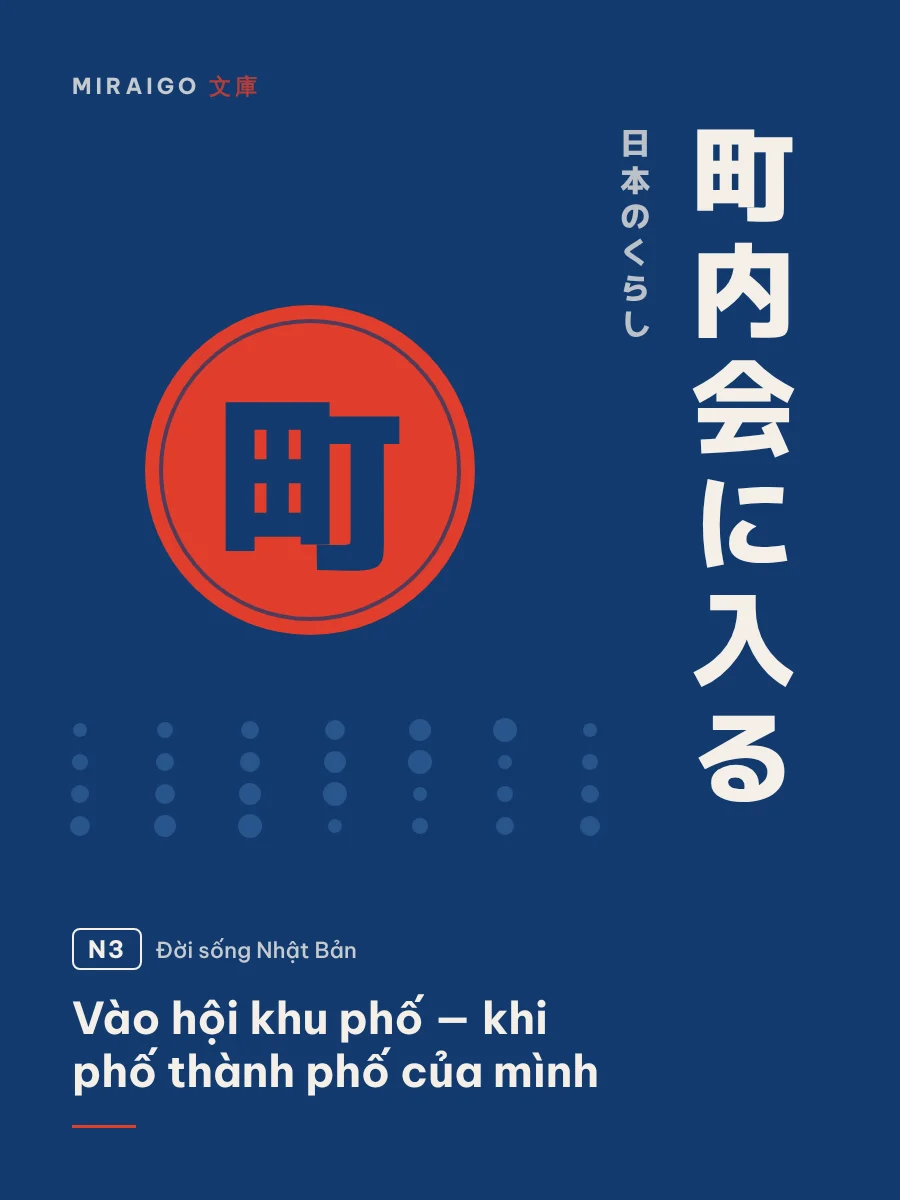 MIRAIGO 文庫
町内会に入る
日本のくらし
町
N3 Đời sống Nhật Bản
Vào hội khu phố — khi
phố thành phố của mình